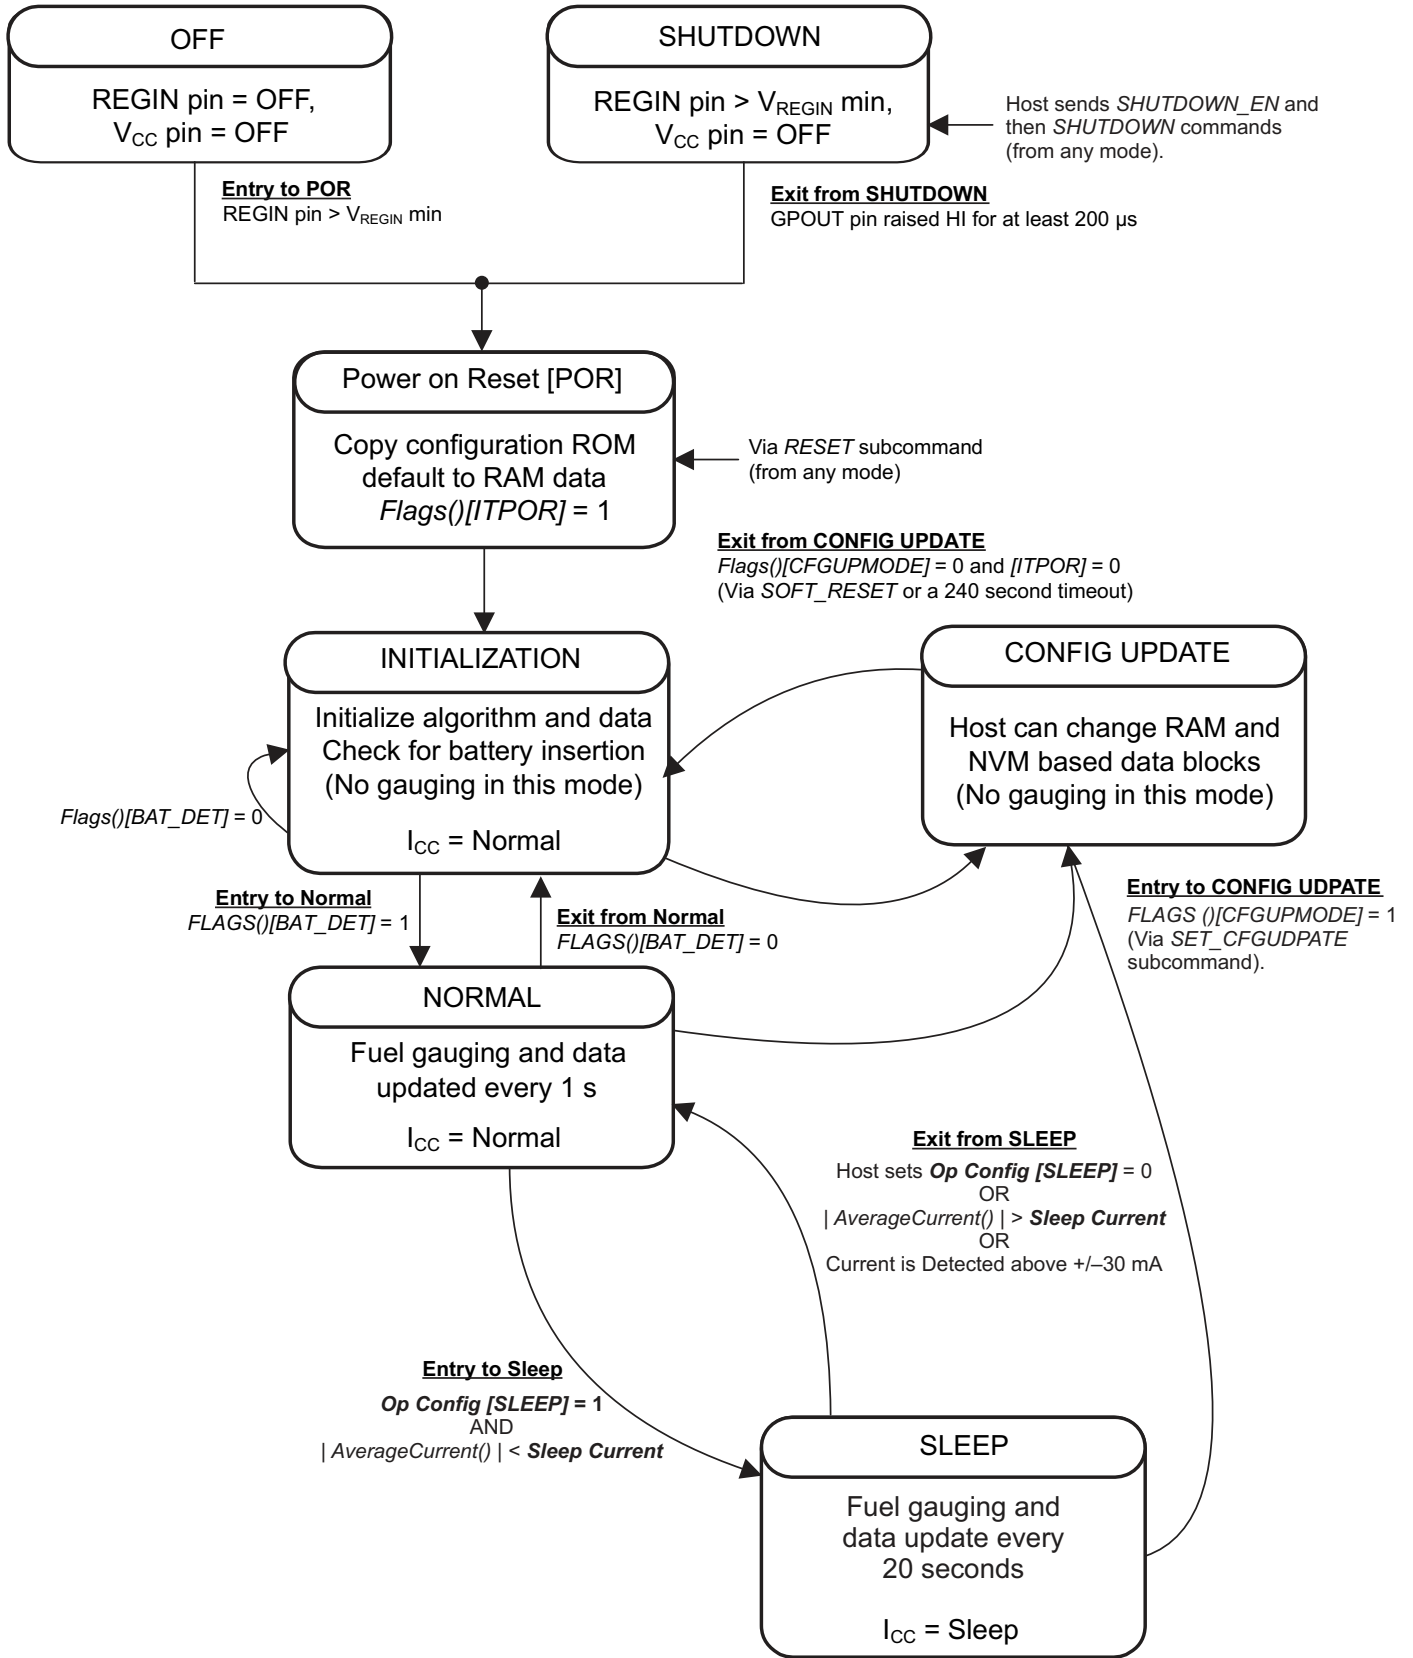 OFF
REGIN pin = OFF,
VCC pin = OFF
SHUTDOWN
REGIN pin > VREGIN min,
VCC pin = OFF
Host sends SHUTDOWN_EN and
then SHUTDOWN commands
(from any mode).
Entry to POR
REGIN pin > VREGIN min
Exit from SHUTDOWN
GPOUT pin raised HI for at least 200 µs
Power on Reset [POR]
Copy configuration ROM
default to RAM data
Flags()[ITPOR] = 1
Via RESET subcommand
(from any mode)
Exit from CONFIG UPDATE
Flags()[CFGUPMODE] = 0 and [ITPOR] = 0
(Via SOFT_RESET or a 240 second timeout)
INITIALIZATION
Initialize algorithm and data
Check for battery insertion
(No gauging in this mode)
ICC = Normal
Flags()[BAT_DET] = 0
CONFIG UPDATE
Host can change RAM and
NVM based data blocks
(No gauging in this mode)
Entry to Normal
FLAGS()[BAT_DET] = 1
Exit from Normal
FLAGS()[BAT_DET] = 0
Entry to CONFIG UDPATE
FLAGS ()[CFGUPMODE] = 1
(Via SET_CFGUDPATE
subcommand).
NORMAL
Fuel gauging and data
updated every 1 s
ICC = Normal
Exit from SLEEP
Host sets Op Config [SLEEP] = 0
OR
| AverageCurrent() | > Sleep Current
OR
Current is Detected above +/–30 mA
Entry to Sleep
Op Config [SLEEP] = 1
AND
| AverageCurrent() | < Sleep Current
SLEEP
Fuel gauging and
data update every
20 seconds
ICC = Sleep